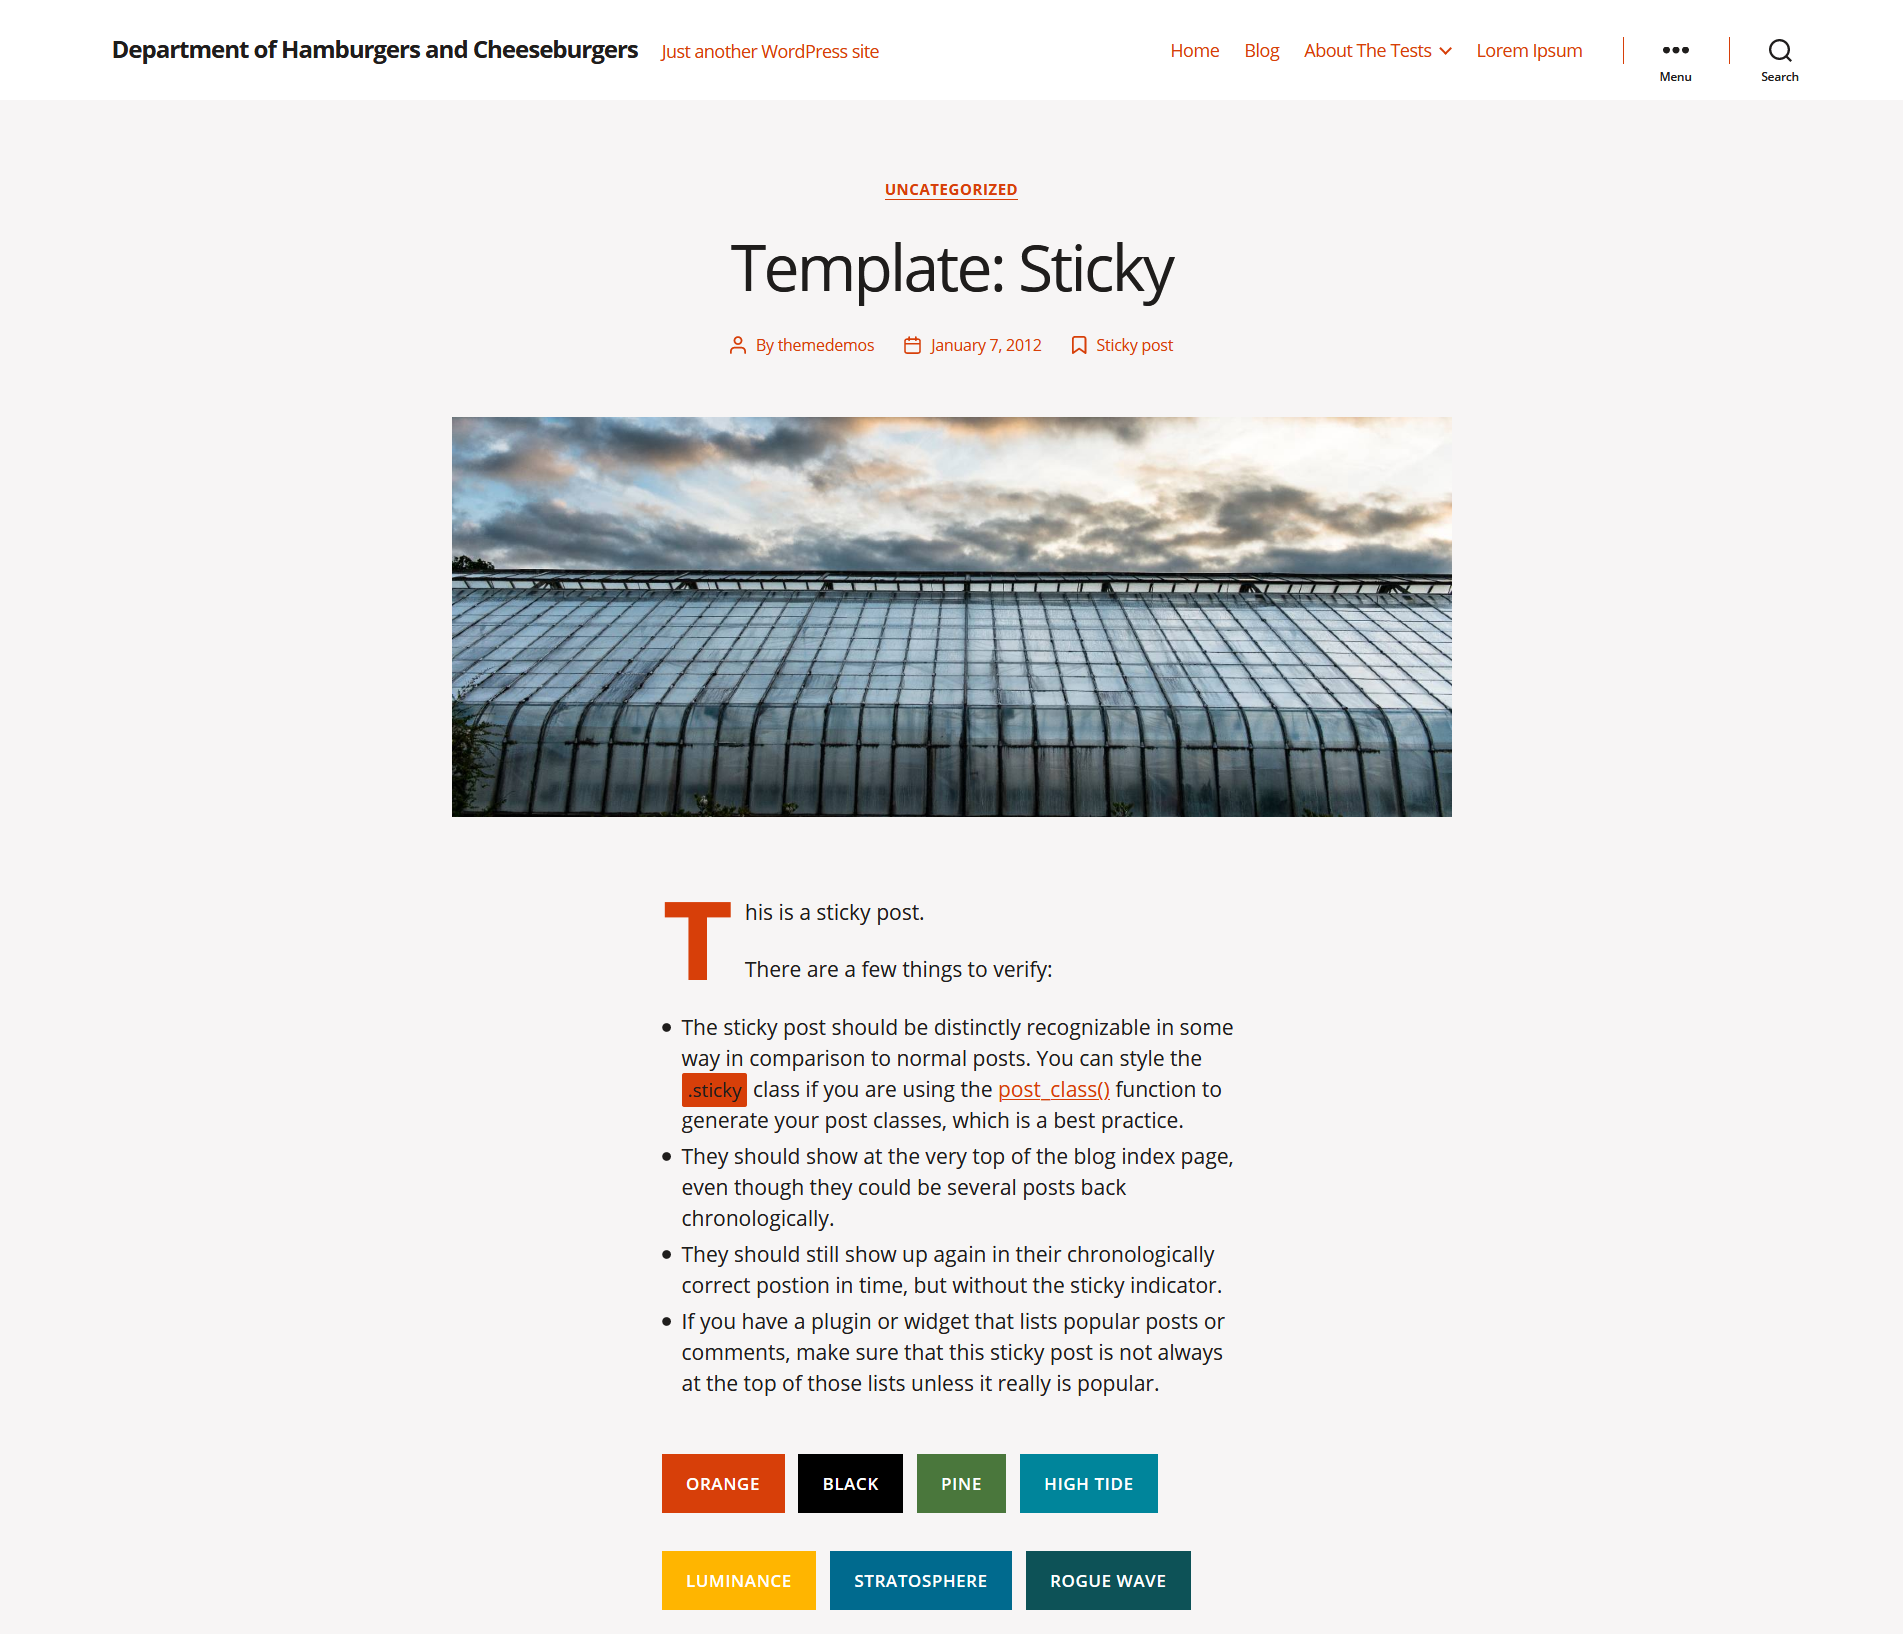 Department of Hamburgers and Cheeseburgers Just another WordPress site Home Blog About The Tests Lorem Ipsum Menu Search
UNCATEGORIZED
Template: Sticky
By themedemos January 7, 2012 Sticky post
This is a sticky post.
There are a few things to verify:
• The sticky post should be distinctly recognizable in some
way in comparison to normal posts. You can style the
.sticky class if you are using the post_class() function to
generate your post classes, which is a best practice.
• They should show at the very top of the blog index page,
even though they could be several posts back
chronologically.
• They should still show up again in their chronologically
correct postion in time, but without the sticky indicator.
• If you have a plugin or widget that lists popular posts or
comments, make sure that this sticky post is not always
at the top of those lists unless it really is popular.
ORANGE BLACK PINE HIGH TIDE
LUMINANCE STRATOSPHERE ROGUE WAVE